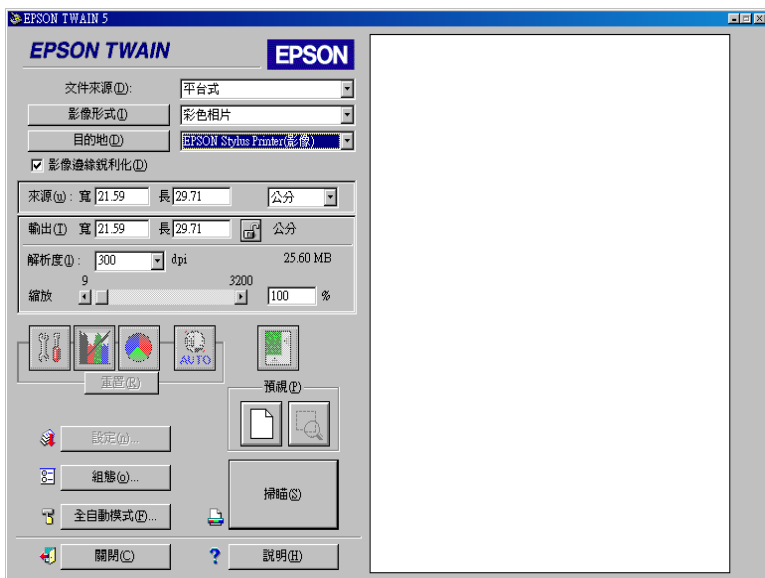 EPSON TWAIN 5
EPSON TWAIN
EPSON
文件來源(D): 平台式
影像形式(I) 彩色相片
目的地(D) EPSON Stylus Printer(影像)
影像邊緣銳利化(D)
來源(u): 寬 21.59 長 29.71 公分
輸出(T) 寬 21.59 長 29.71 公分
解析度(I): 300 dpi 25.60 MB
9 3200
縮放 100 %
AUTO
重置(R)
預視(P)
設定(n)...
組態(o)...
掃瞄(S)
全自動模式(F)...
關閉(C) ? 說明(H)